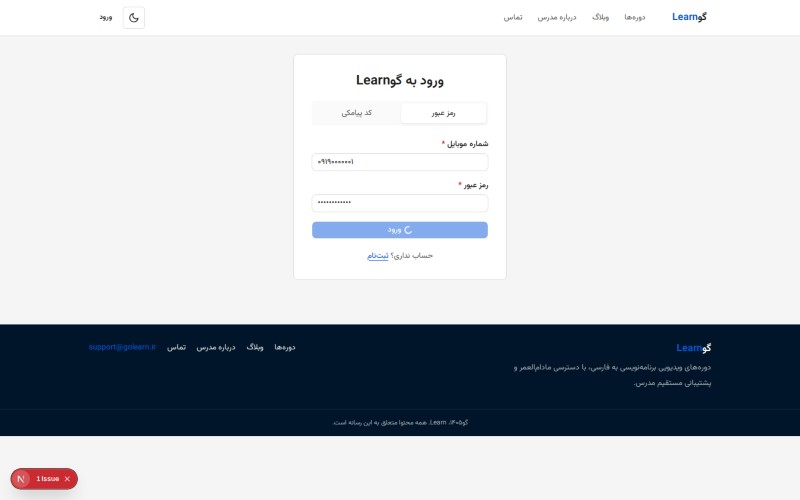 گوLearn
دوره‌ها
وبلاگ
درباره مدرس
تماس
ورود
ورود به گوLearn
رمز عبور
کد پیامکی
شماره موبایل *
۰۹۱۹۰۰۰۰۰۰۱
رمز عبور *
••••••••••••
ورود
حساب نداری؟ ثبت‌نام
گوLearn
دوره‌های ویدیویی برنامه‌نویسی به فارسی، با دسترسی مادام‌العمر و
پشتیبانی مستقیم مدرس.
دوره‌ها
وبلاگ
درباره مدرس
تماس
support@golearn.ir
گوLearn ،۱۴۰۵. همه محتوا متعلق به این رسانه است.
N 1 Issue ×